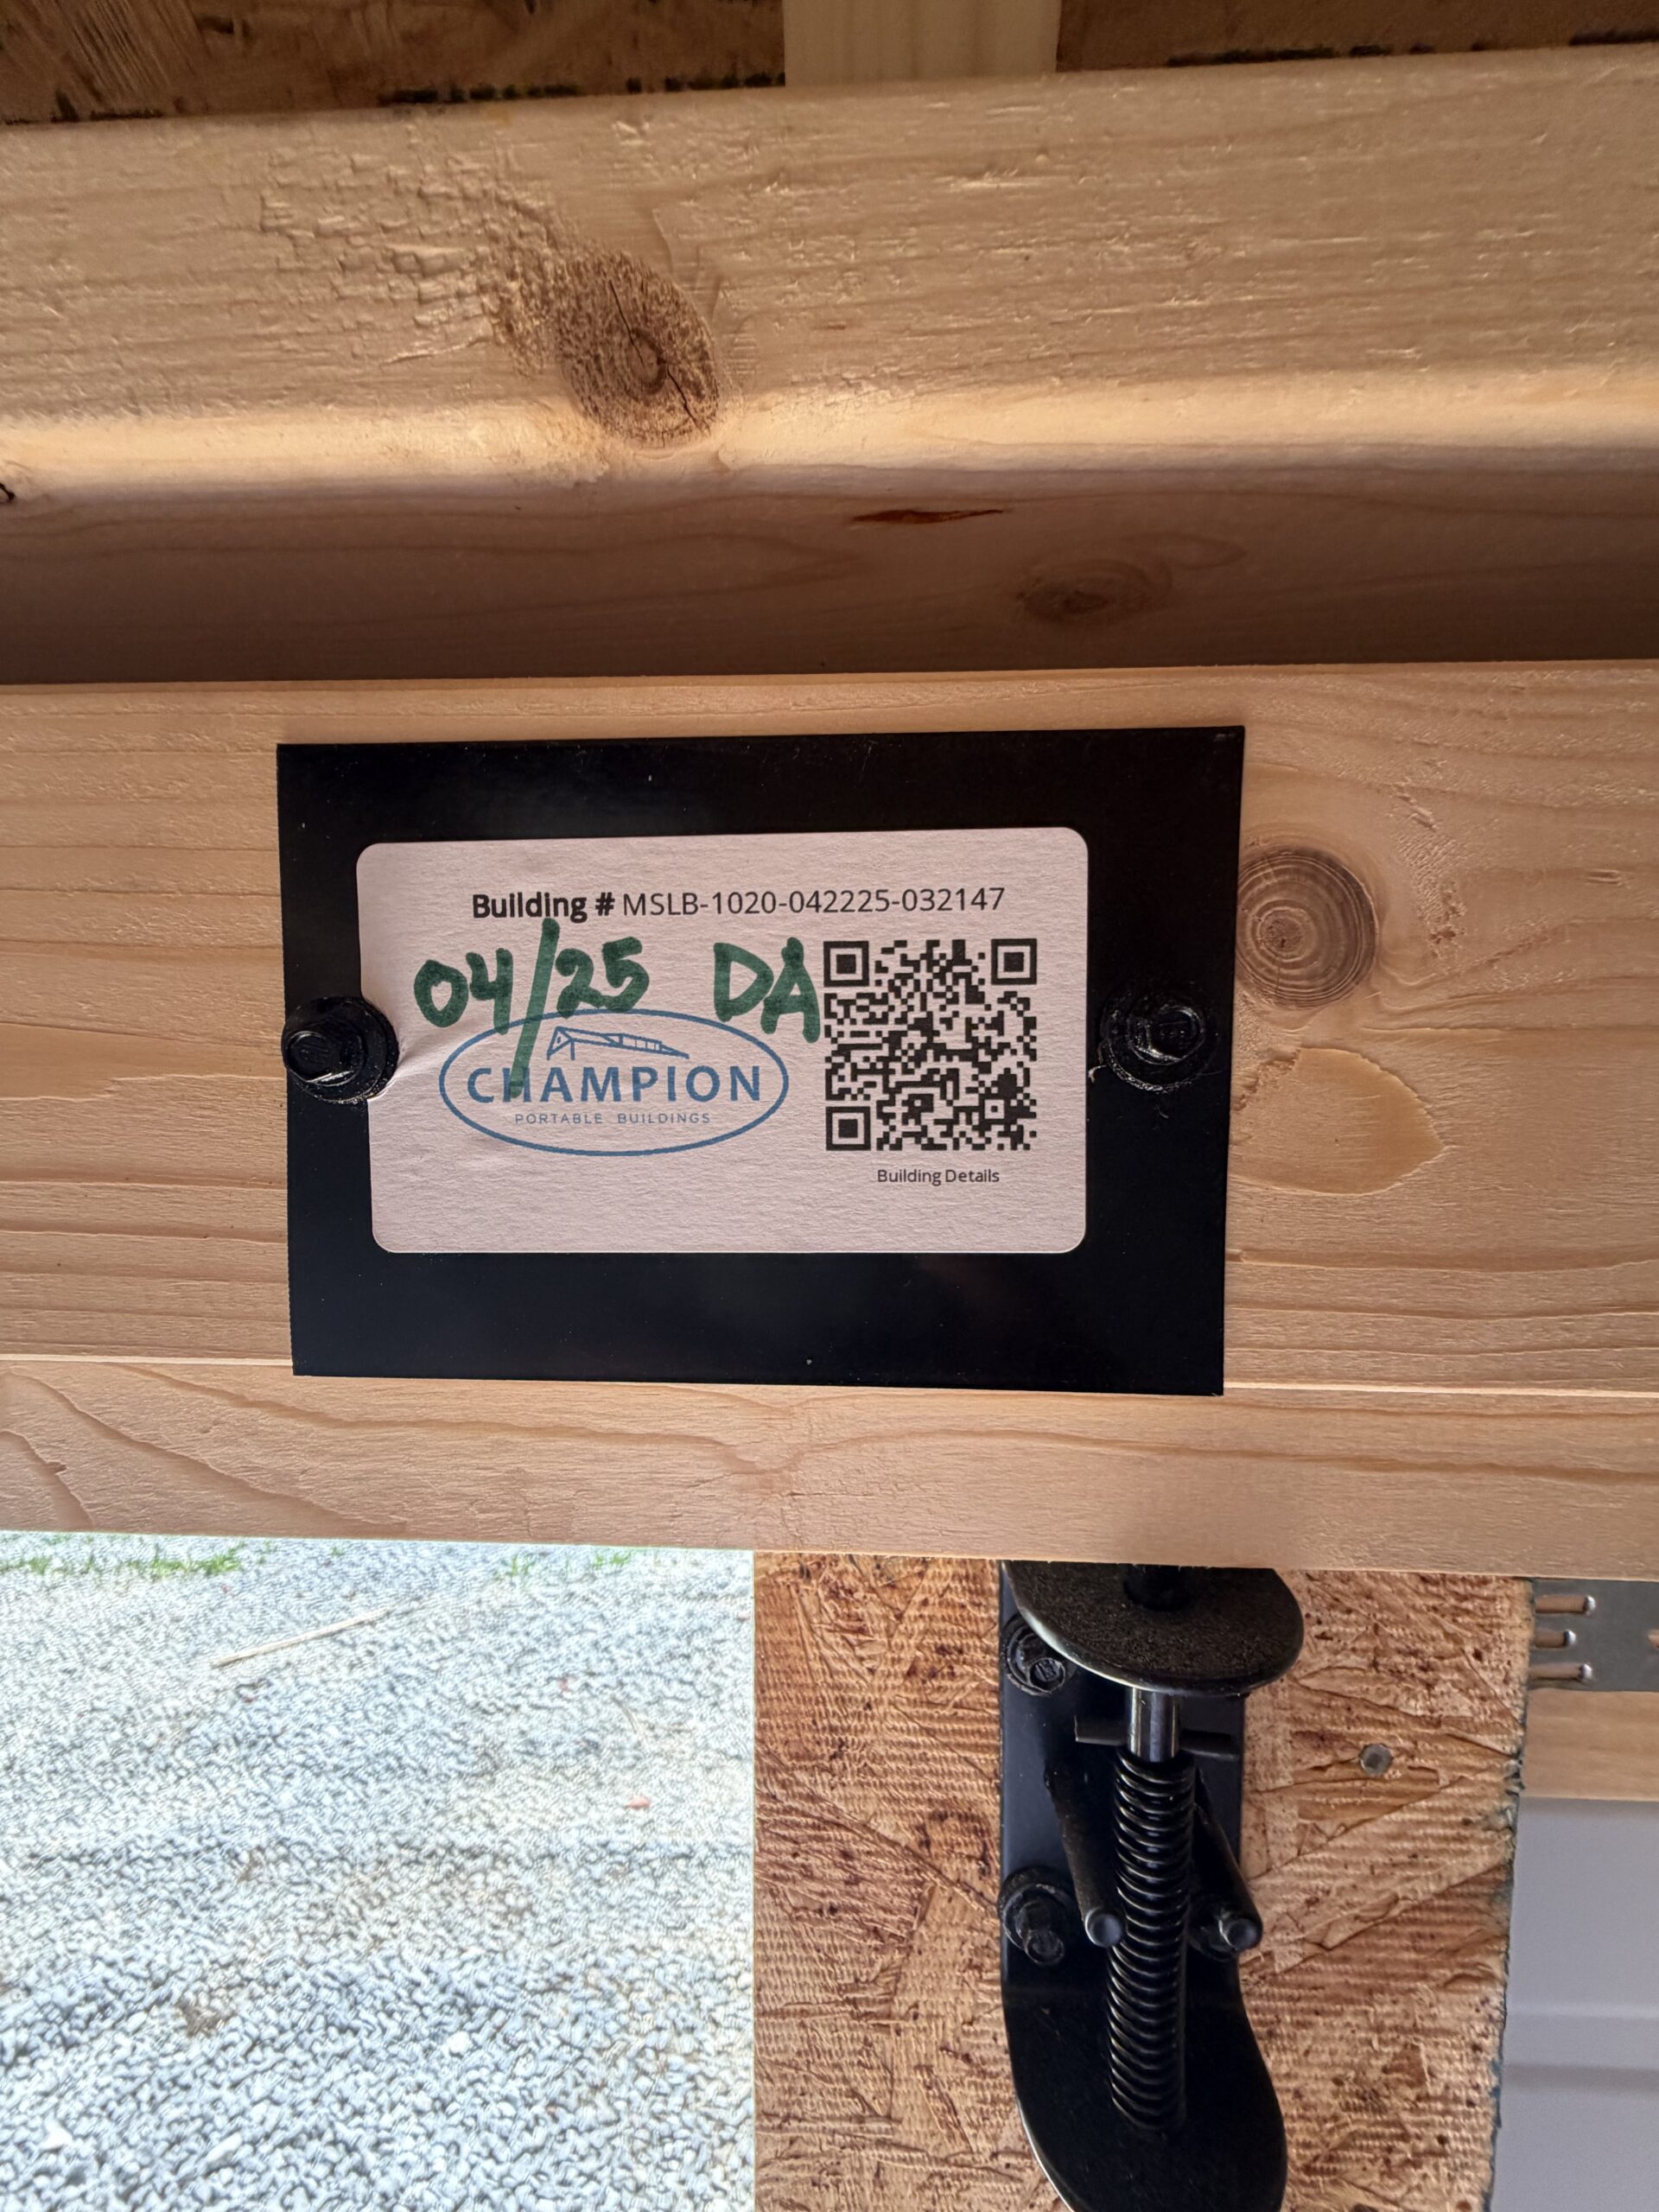 Building # MSLB-1020-042225-032147
04/25 DA
CHAMPION
PORTABLE BUILDINGS
Building Details